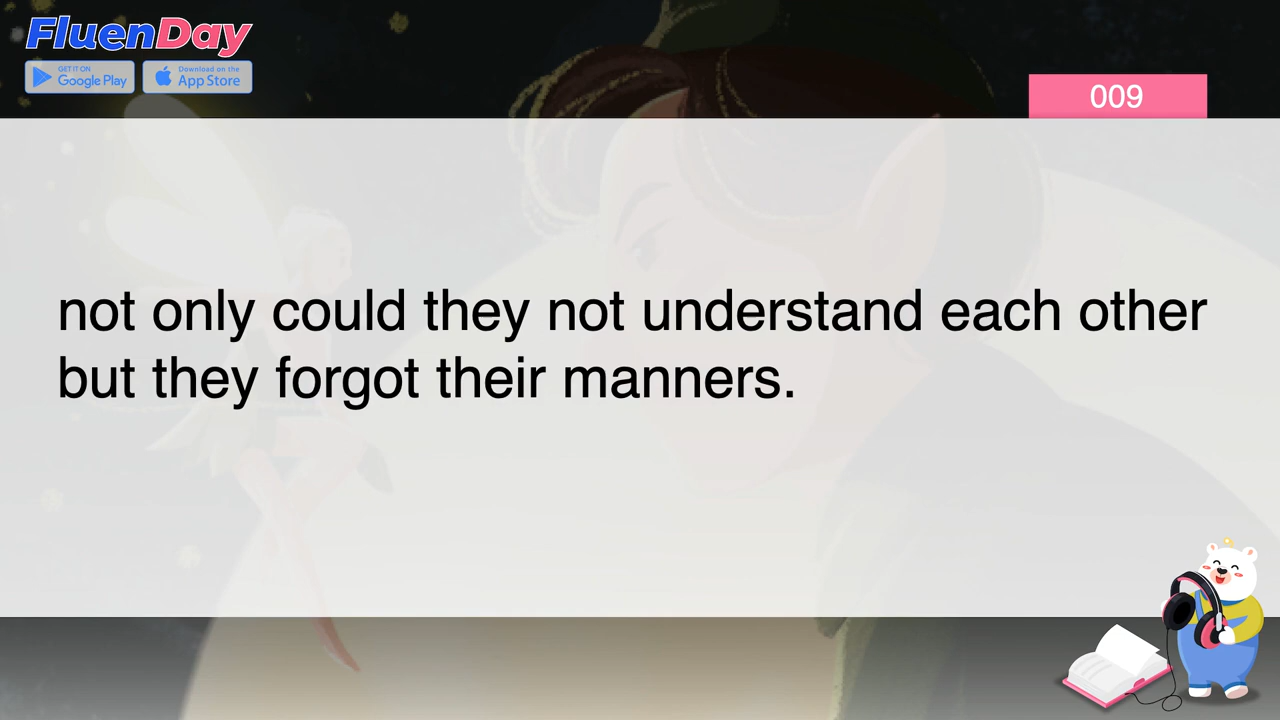 FluenDay
GET IT ON
Google Play
Download on the
App Store
009
not only could they not understand each other
but they forgot their manners.